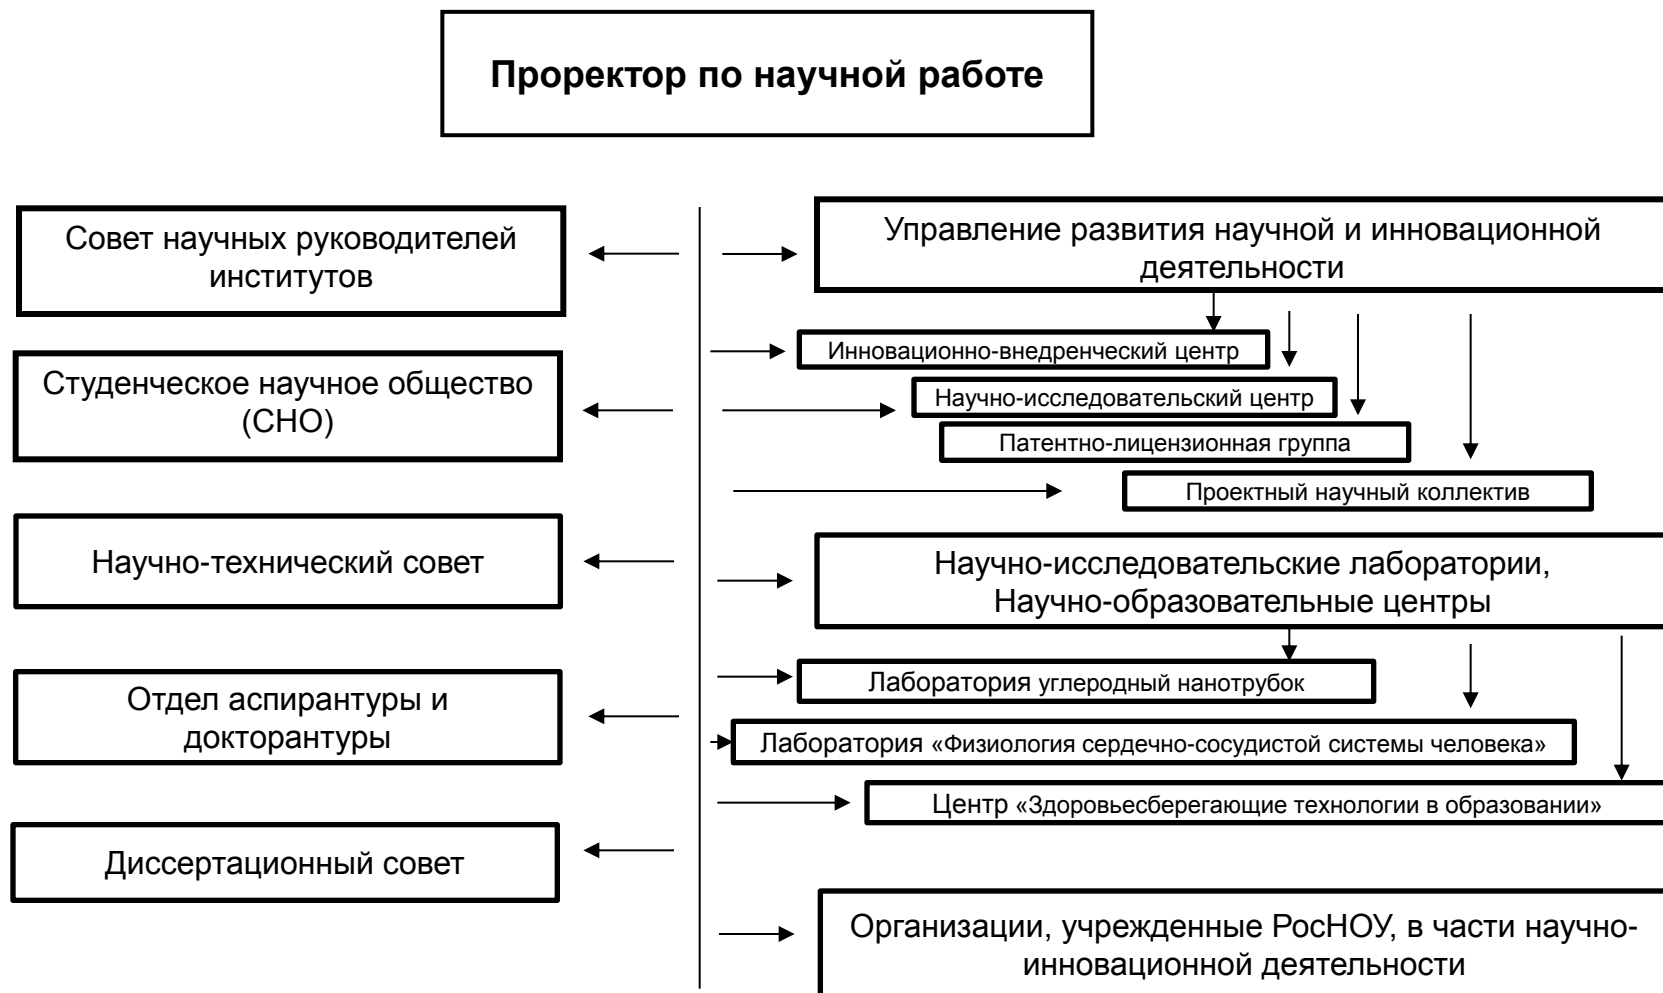 Проректор по научной работе
Совет научных руководителей
институтов
Студенческое научное общество
(СНО)
Научно-технический совет
Отдел аспирантуры и
докторантуры
Диссертационный совет
Управление развития научной и инновационной
деятельности
Инновационно-внедренческий центр
Научно-исследовательский центр
Патентно-лицензионная группа
Проектный научный коллектив
Научно-исследовательские лаборатории,
Научно-образовательные центры
Лаборатория углеродный нанотрубок
Лаборатория «Физиология сердечно-сосудистой системы человека»
Центр «Здоровьесберегающие технологии в образовании»
Организации, учрежденные РосНОУ, в части научно-
инновационной деятельности